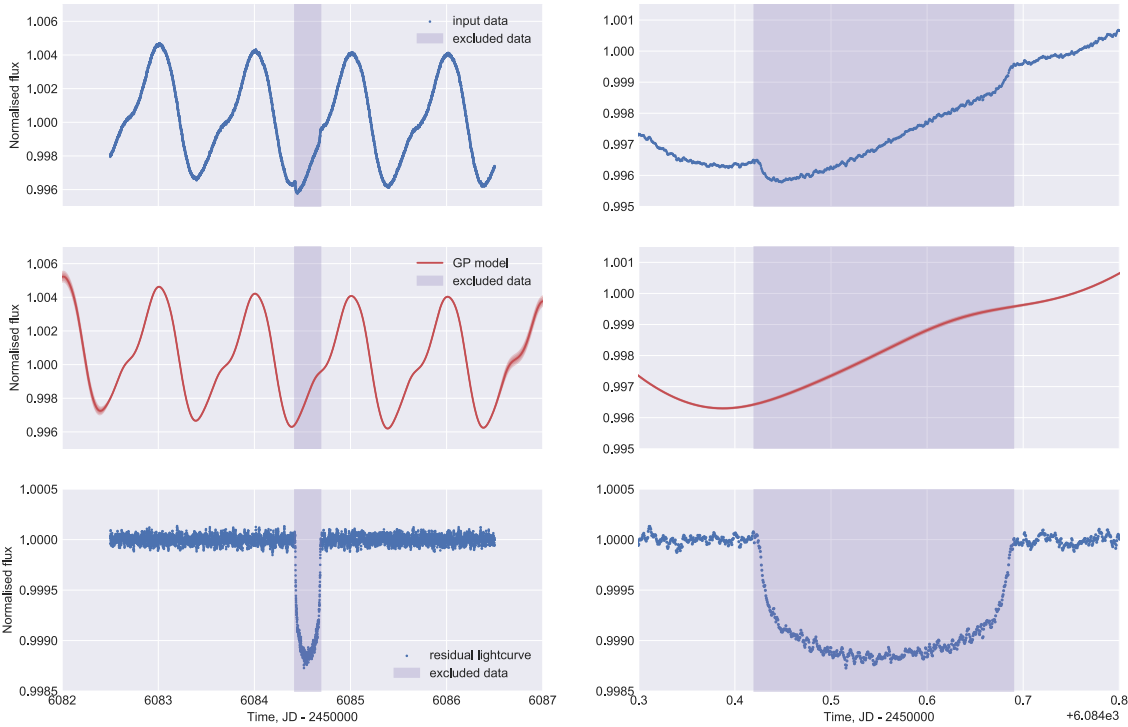 1.006
1.004
1.002
1.000
0.998
0.996
Normalised flux
input data
excluded data
1.001
1.000
0.999
0.998
0.997
0.996
0.995
1.006
1.004
1.002
1.000
0.998
0.996
Normalised flux
GP model
excluded data
1.001
1.000
0.999
0.998
0.997
0.996
0.995
1.0005
1.0000
0.9995
0.9990
0.9985
Normalised flux
residual lightcurve
excluded data
6082 6083 6084 6085 6086 6087
Time, JD - 2450000
1.0005
1.0000
0.9995
0.9990
0.9985
0.3 0.4 0.5 0.6 0.7 0.8
Time, JD - 2450000
+6.084e3